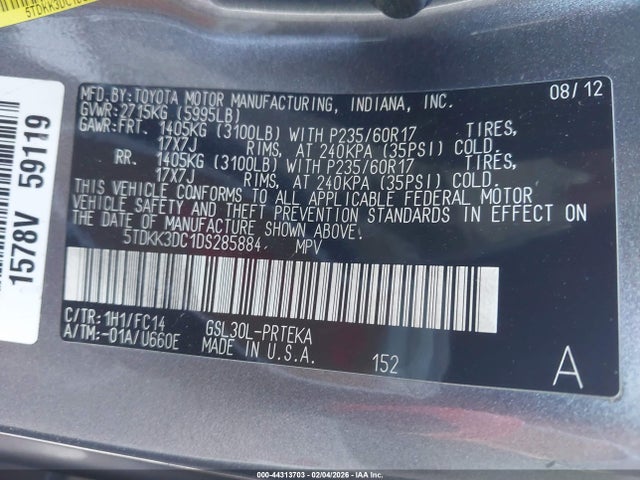 MFD. BY: TOYOTA MOTOR MANUFACTURING, INDIANA, INC. 08/12
GVWR: 2715KG (5995LB)
GAWR: FRT. 1405KG (3100LB) WITH P235/60R17 TIRES,
17X7J RIMS, AT 240KPA (35PSI) COLD.
RR. 1405KG (3100LB) WITH P235/60R17 TIRES,
17X7J RIMS, AT 240KPA (35PSI) COLD.
THIS VEHICLE CONFORMS TO ALL APPLICABLE FEDERAL MOTOR
VEHICLE SAFETY AND THEFT PREVENTION STANDARDS IN EFFECT ON
THE DATE OF MANUFACTURE SHOWN ABOVE.
5TDKK3DC1DS285884 MPV
C/TR: 1H1/FC14 GSL30L-PRTEKA
A/TM: -01A/U660E MADE IN U.S.A. 152
A
1578V 59119
000-44313703 - 02/04/2026 - IAAI.COM